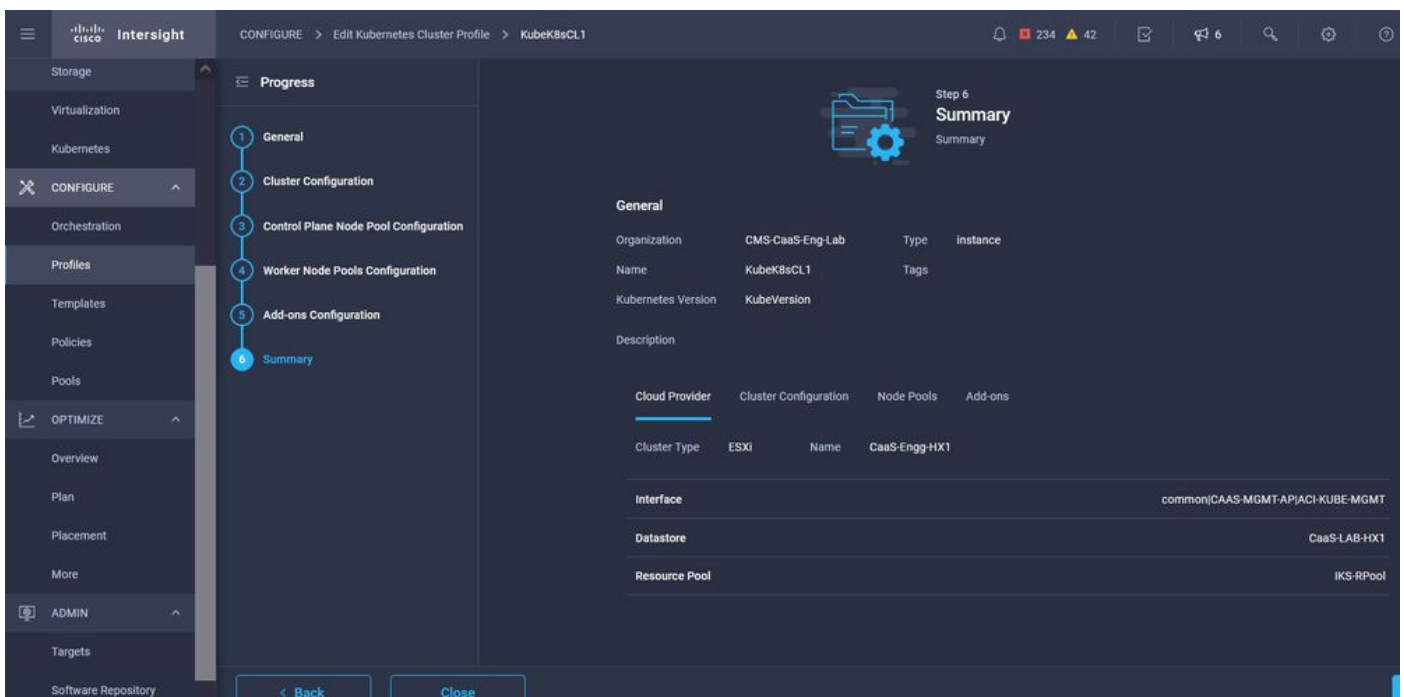 cisco Intersight
CONFIGURE > Edit Kubernetes Cluster Profile > KubeK8sCL1
234 42 6
Storage
Virtualization
Kubernetes
CONFIGURE
Orchestration
Profiles
Templates
Policies
Pools
OPTIMIZE
Overview
Plan
Placement
More
ADMIN
Targets
Software Repository
Progress
1 General
2 Cluster Configuration
3 Control Plane Node Pool Configuration
4 Worker Node Pools Configuration
5 Add-ons Configuration
6 Summary
Step 6
Summary
Summary
General
Organization CMS-CaaS-Eng-Lab Type instance
Name KubeK8sCL1 Tags
Kubernetes Version KubeVersion
Description
Cloud Provider Cluster Configuration Node Pools Add-ons
Cluster Type ESXi Name CaaS-Engg-HX1
Interface common|CAAS-MGMT-AP|ACI-KUBE-MGMT
Datastore CaaS-LAB-HX1
Resource Pool IKS-RPool
< Back Close